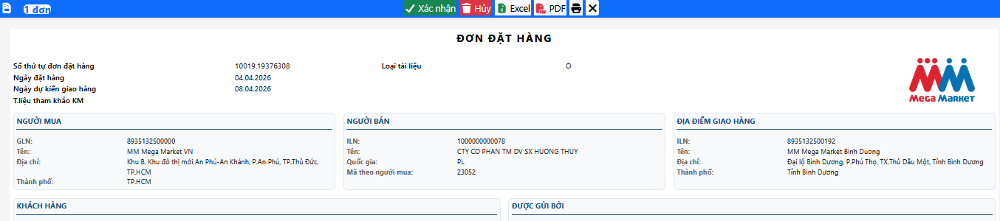 1 đơn
Xác nhận Hủy Excel PDF
ĐƠN ĐẶT HÀNG
Số thứ tự đơn đặt hàng 10019.19376308 Loại tài liệu O
Ngày đặt hàng 04.04.2026
Ngày dự kiến giao hàng 08.04.2026
T.liệu tham khảo KM
MEGA MARKET
NGƯỜI MUA
GLN: 8935132500000
Tên: MM Mega Market VN
Địa chỉ: Khu B, Khu đô thị mới An Phú-An Khánh, P.An Phú, TP.Thủ Đức,
TP.HCM
Thành phố: TP.HCM
NGƯỜI BÁN
ILN: 1000000000078
Tên: CTY CO PHAN TM DV SX HUONG THUY
Quốc gia: PL
Mã theo người mua: 23052
ĐỊA ĐIỂM GIAO HÀNG
ILN: 8935132500192
Tên: MM Mega Market Binh Duong
Địa chỉ: Đại lộ Bình Dương, P.Phú Thọ, TX.Thủ Dầu Một, Tỉnh Bình Dương
Thành phố: Tỉnh Bình Dương
KHÁCH HÀNG
ĐƯỢC GỬI BỞI